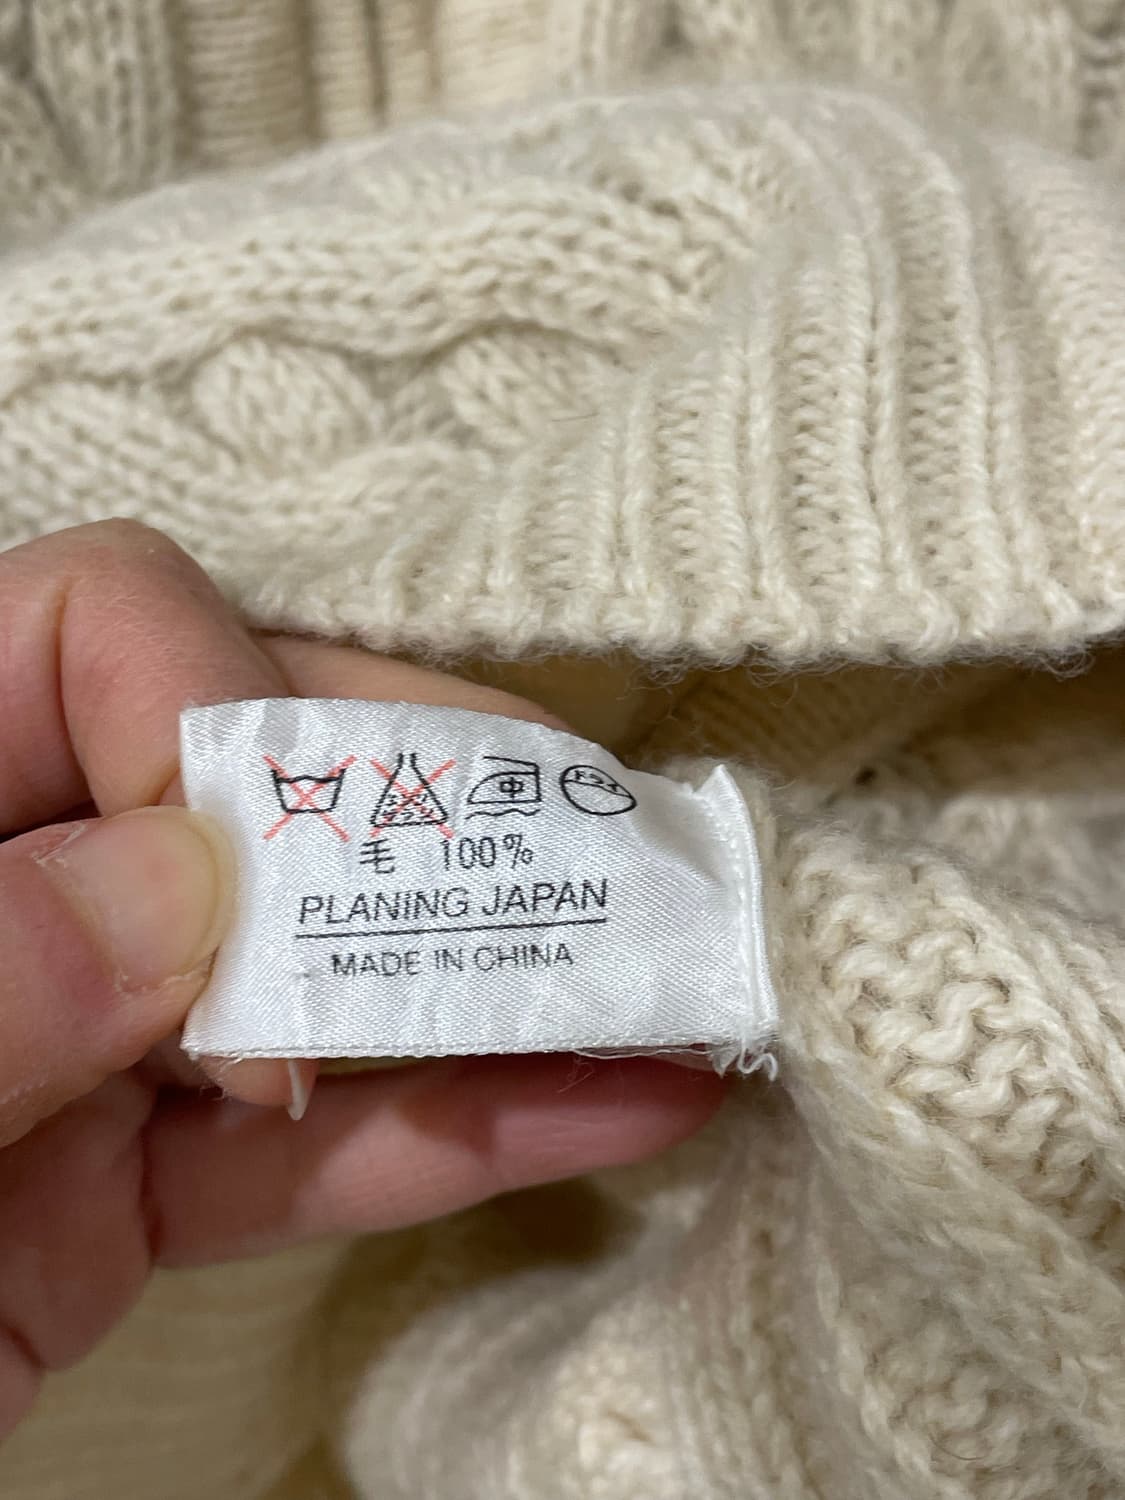 中 ドライ
毛 100%
PLANING JAPAN
MADE IN CHINA